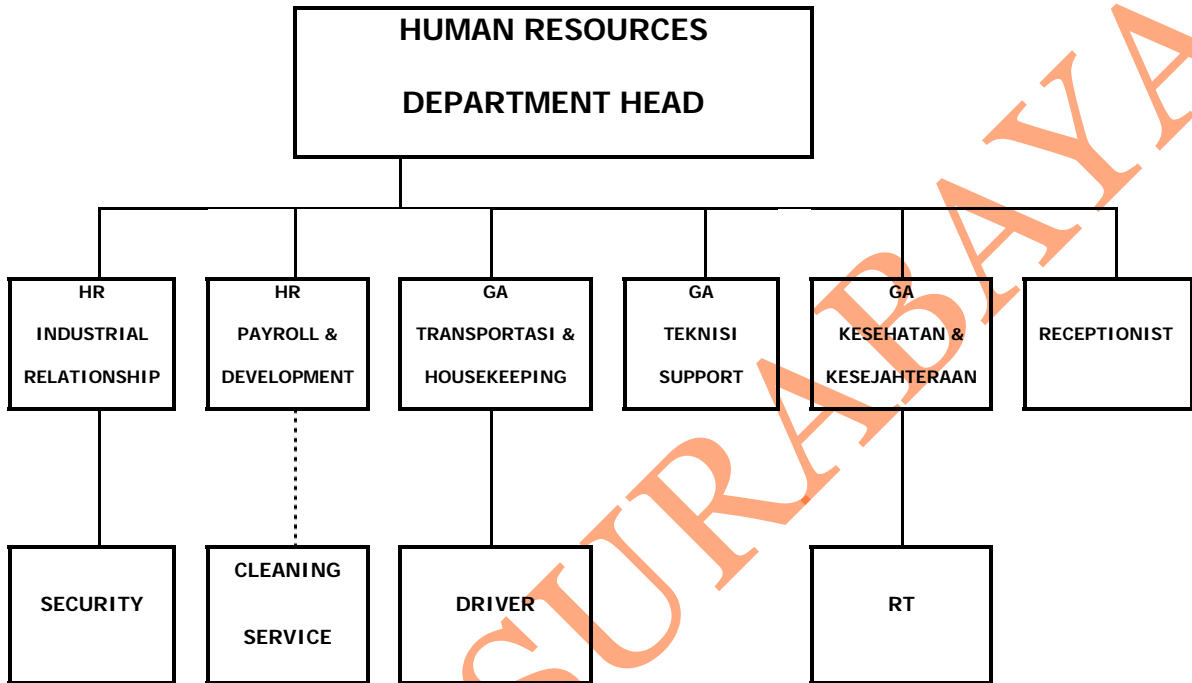 HUMAN RESOURCES
DEPARTMENT HEAD
HR
INDUSTRIAL
RELATIONSHIP
HR
PAYROLL &
DEVELOPMENT
GA
TRANSPORTASI &
HOUSEKEEPING
GA
TEKNISI
SUPPORT
GA
KESEHATAN &
KESEJAHTERAAN
RECEPTIONIST
SECURITY
CLEANING
SERVICE
DRIVER
RT
SURABAYA